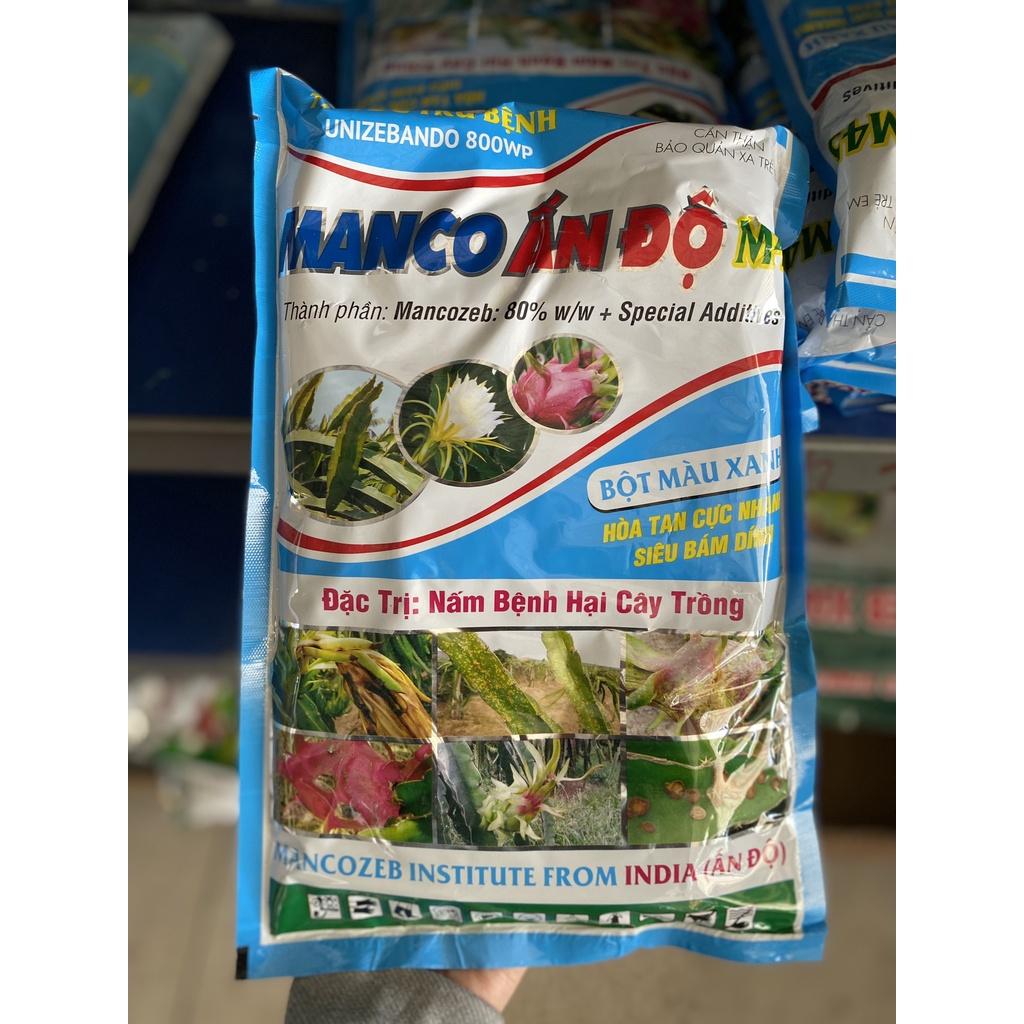 TRỪ BỆNH
UNIZEBANDO 800WP
CẨN THẬN
BẢO QUẢN XA TRẺ
MANCO ẤN ĐỘ
Thành phần: Mancozeb: 80% w/w + Special Additives
BỘT MÀU XANH
HÒA TAN CỰC NHANH
SIÊU BÁM DÍNH
Đặc Trị: Nấm Bệnh Hại Cây Trồng
MANCOZEB INSTITUTE FROM INDIA (ẤN ĐỘ)